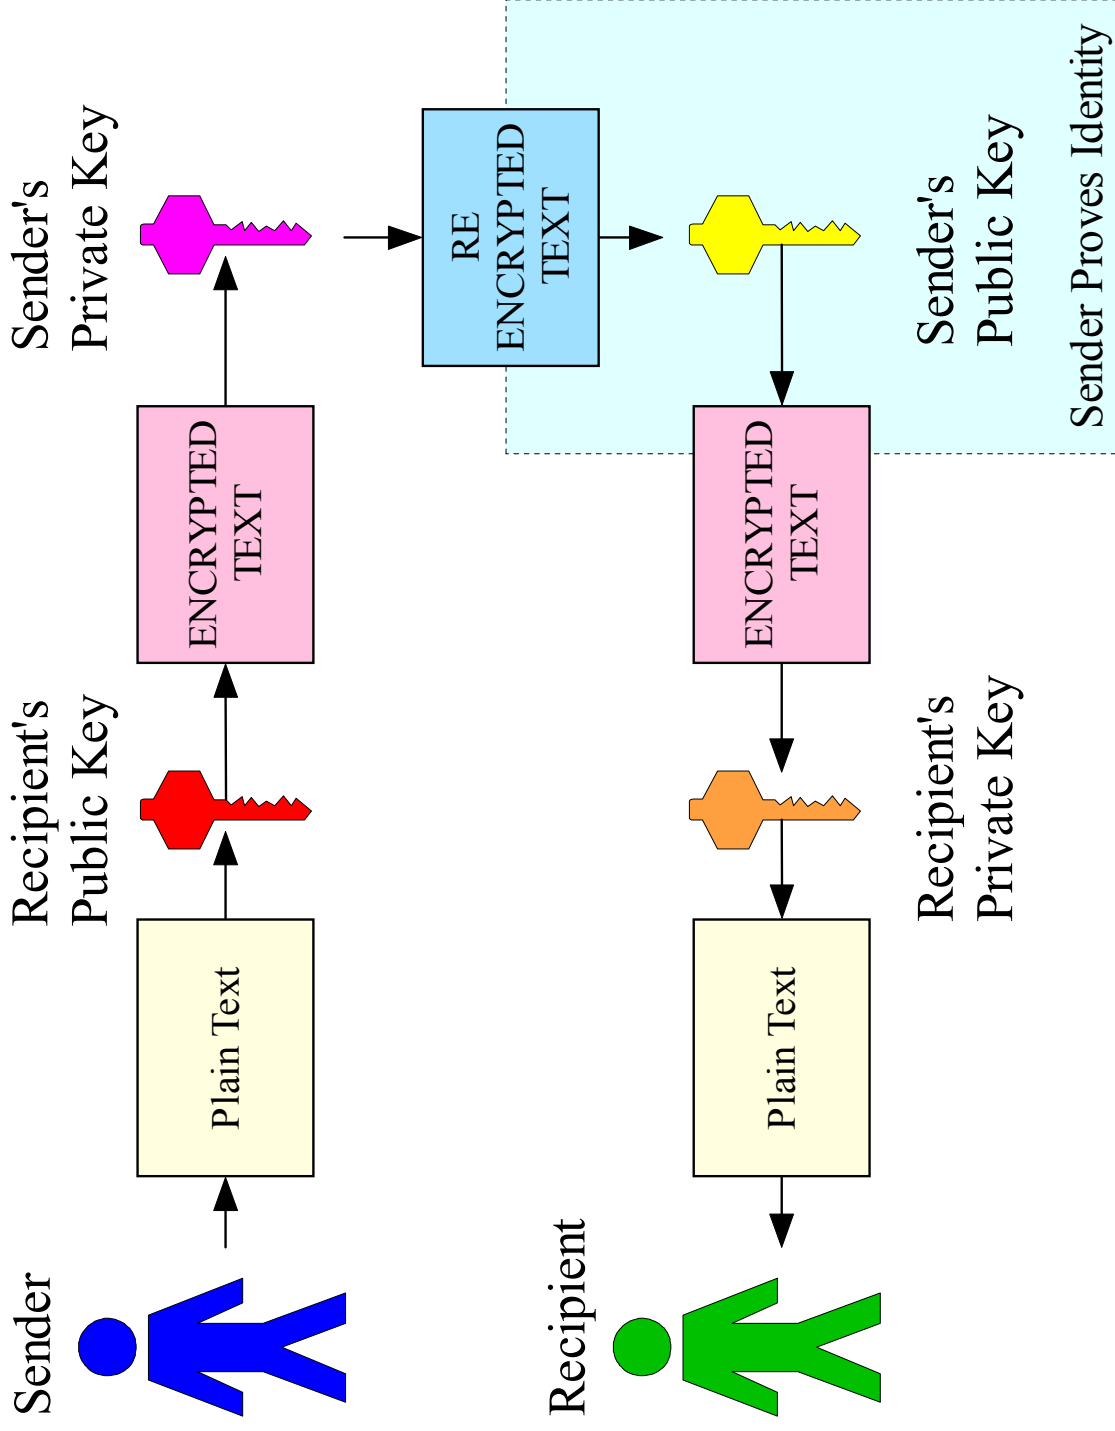 Sender
Recipient's
Public Key
Sender's
Private Key
Plain Text
ENCRYPTED
TEXT
RE
ENCRYPTED
TEXT
Recipient
Plain Text
ENCRYPTED
TEXT
Recipient's
Private Key
Sender's
Public Key
Sender Proves Identity